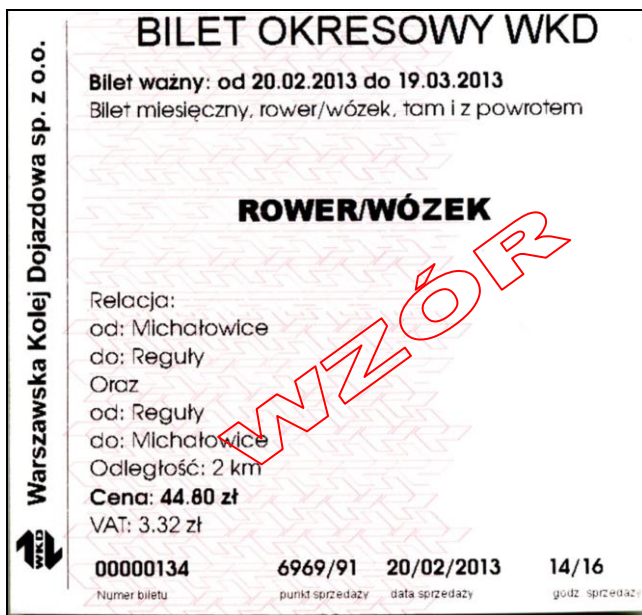 BILET OKRESOWY WKD
Warszawska Kolej Dojazdowa sp. z o.o.
WKD
Bilet ważny: od 20.02.2013 do 19.03.2013
Bilet miesięczny, rower/wózek, tam i z powrotem
ROWER/WÓZEK
WZÓR
Relacja:
od: Michałowice
do: Reguły
Oraz
od: Reguły
do: Michałowice
Odległość: 2 km
Cena: 44.80 zł
VAT: 3.32 zł
00000134 6969/91 20/02/2013 14/16
Numer biletu punkt sprzedaży data sprzedaży godz. sprzedaż